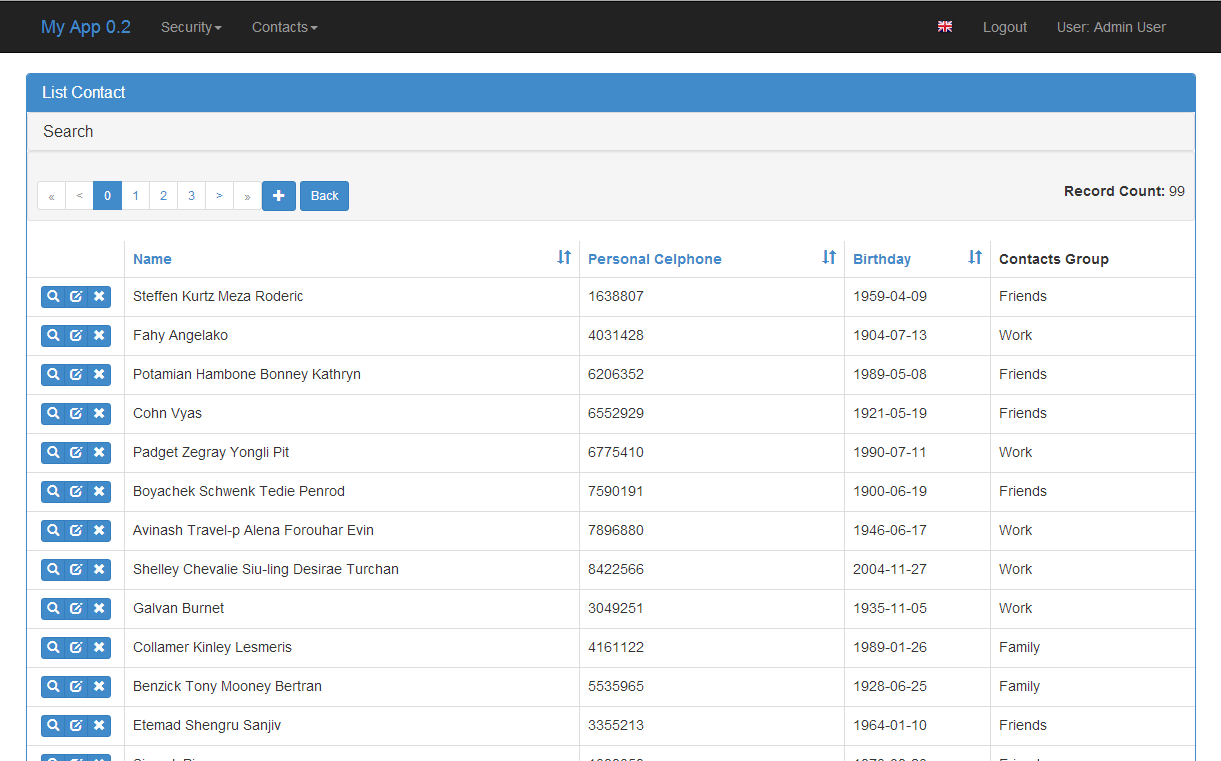 My App 0.2 Security Contacts Logout User: Admin User
List Contact
Search
« < 0 1 2 3 > » + Back Record Count: 99
Name Personal Celphone Birthday Contacts Group
Steffen Kurtz Meza Roderic 1638807 1959-04-09 Friends
Fahy Angelako 4031428 1904-07-13 Work
Potamian Hambone Bonney Kathryn 6206352 1989-05-08 Friends
Cohn Vyas 6552929 1921-05-19 Friends
Padget Zegray Yongli Pit 6775410 1990-07-11 Work
Boyachek Schwenk Tedie Penrod 7590191 1900-06-19 Friends
Avinash Travel-p Alena Forouhar Evin 7896880 1946-06-17 Work
Shelley Chevalie Siu-ling Desirae Turchan 8422566 2004-11-27 Work
Galvan Burnet 3049251 1935-11-05 Work
Collamer Kinley Lesmeris 4161122 1989-01-26 Family
Benzick Tony Mooney Bertran 5535965 1928-06-25 Family
Etemad Shengru Sanjiv 3355213 1964-01-10 Friends